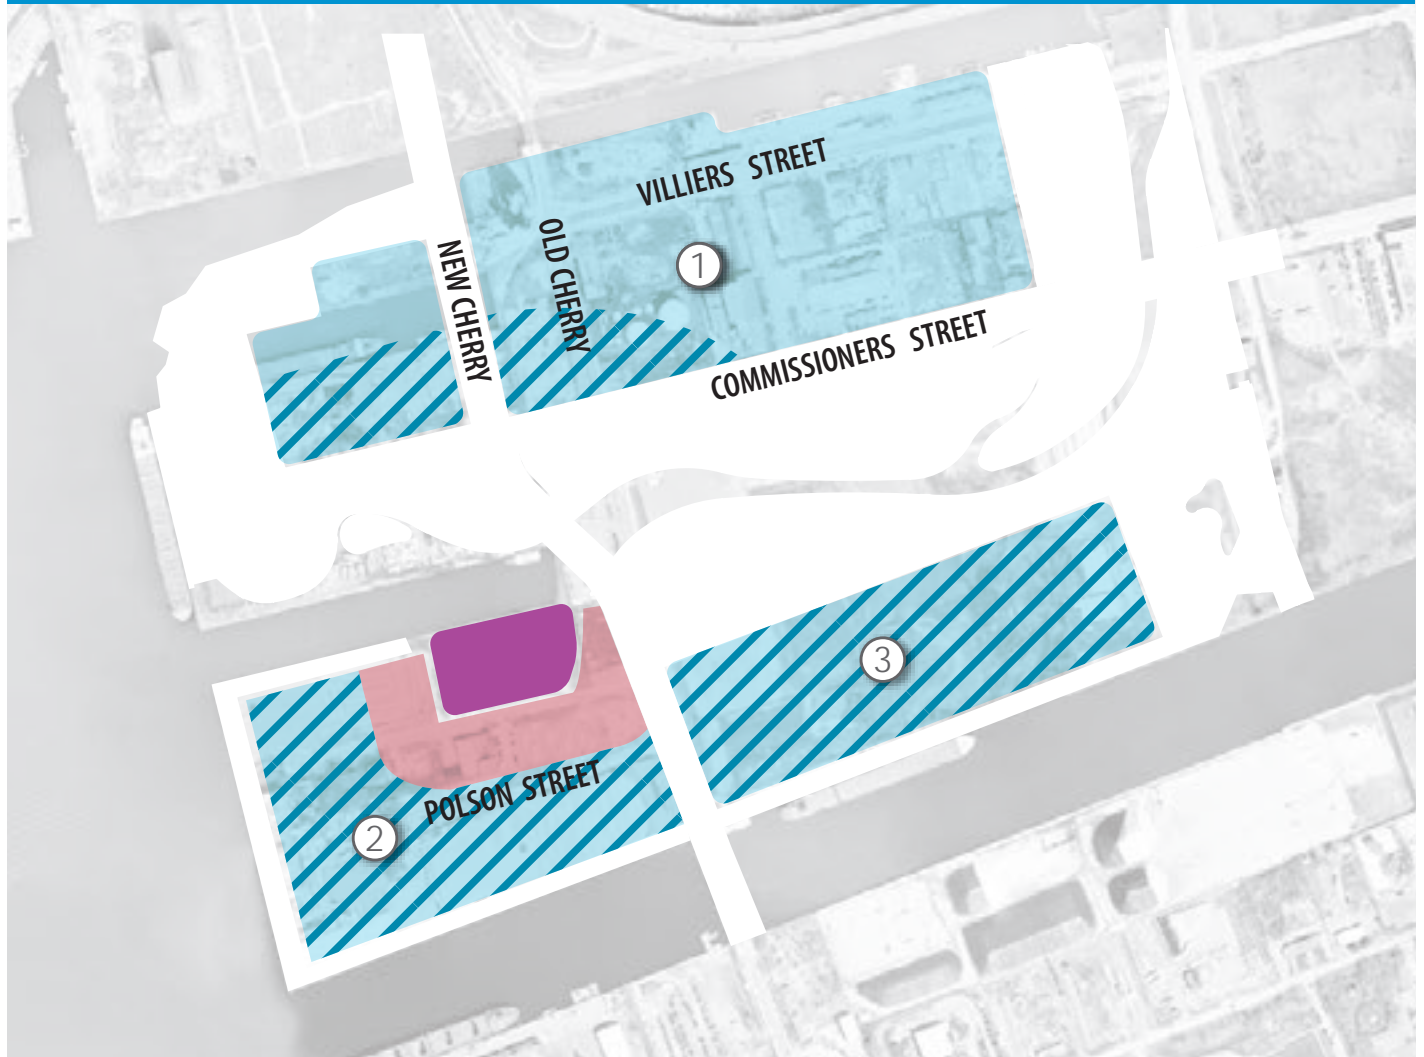 VILLIERS STREET
OLD CHERRY
NEW CHERRY
1
COMMISSIONERS STREET
3
POLSON STREET
2